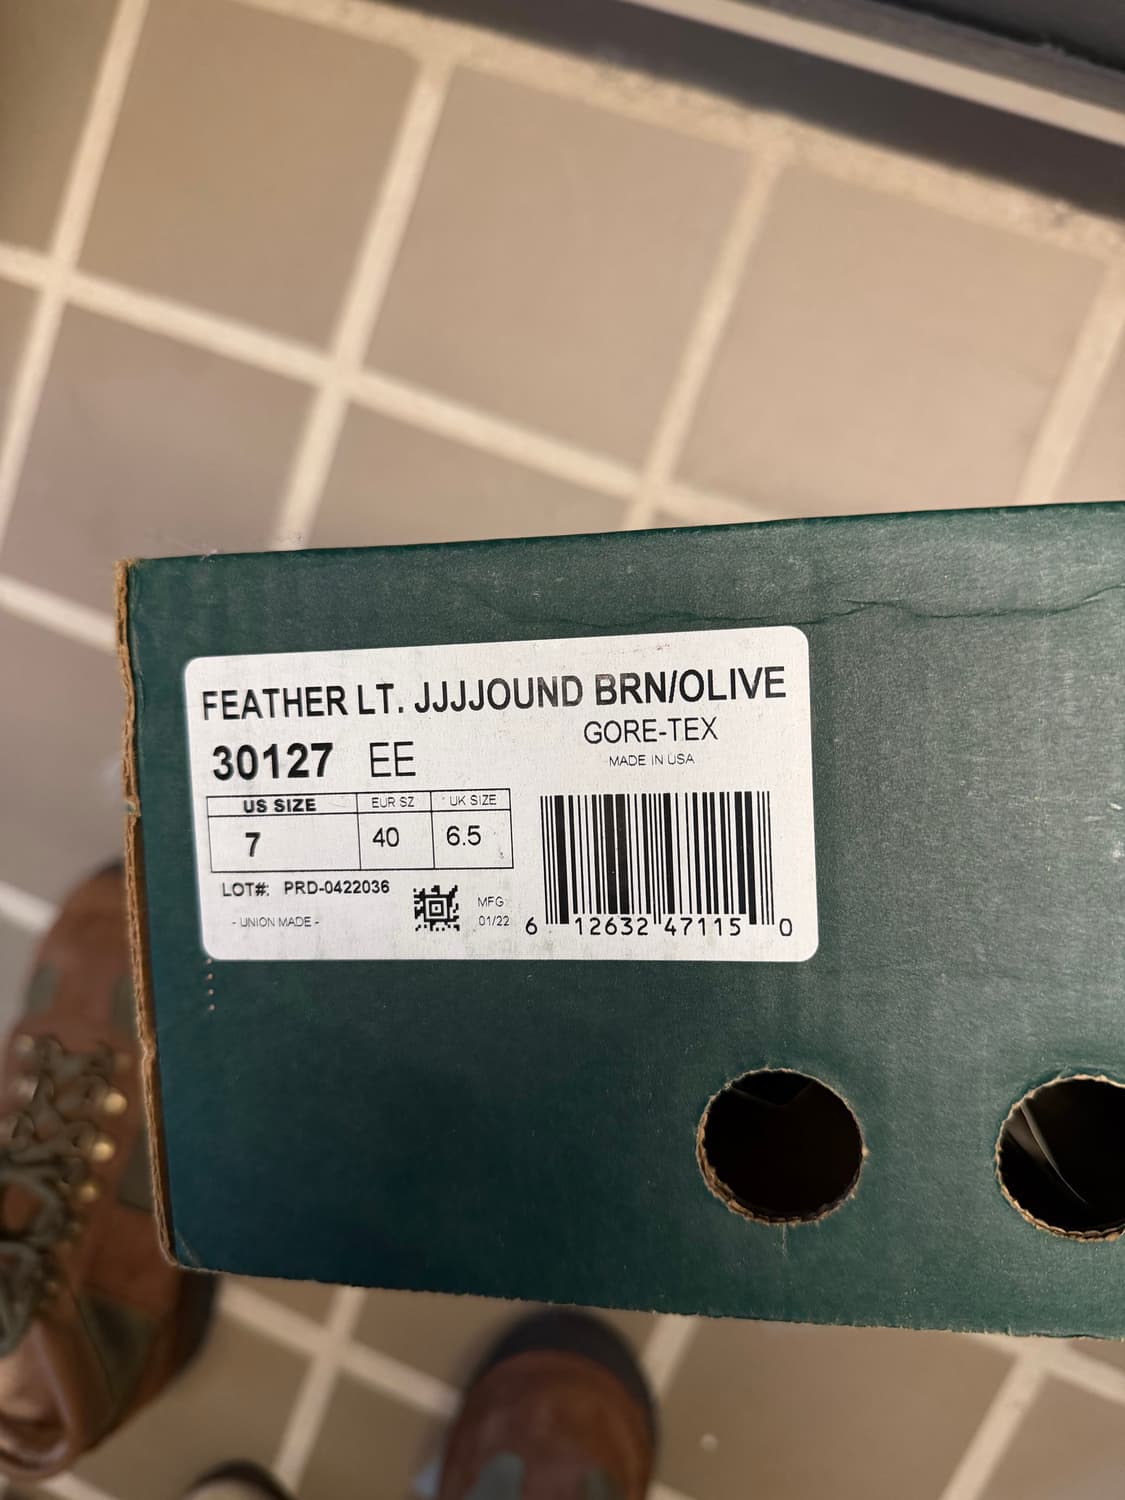 FEATHER LT. JJJJOUND BRN/OLIVE
GORE-TEX
30127 EE
MADE IN USA
US SIZE EUR SZ UK SIZE
7 40 6.5
LOT#: PRD-0422036
- UNION MADE -
MFG
01/22
6 12632 47115 0